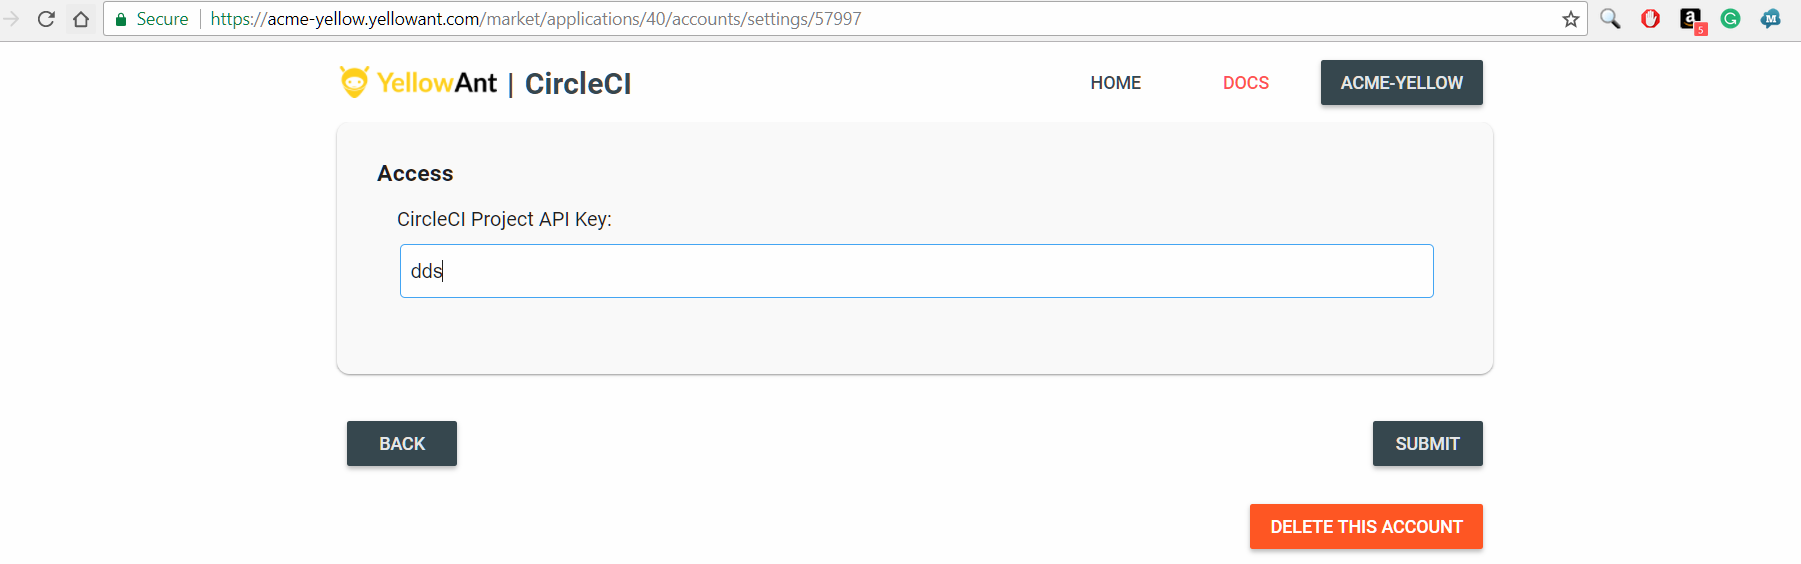 Secure https://acme-yellow.yellowant.com/market/applications/40/accounts/settings/57997
a 5 G M
YellowAnt | CircleCI HOME DOCS ACME-YELLOW
Access
CircleCI Project API Key:
dds
BACK SUBMIT
DELETE THIS ACCOUNT